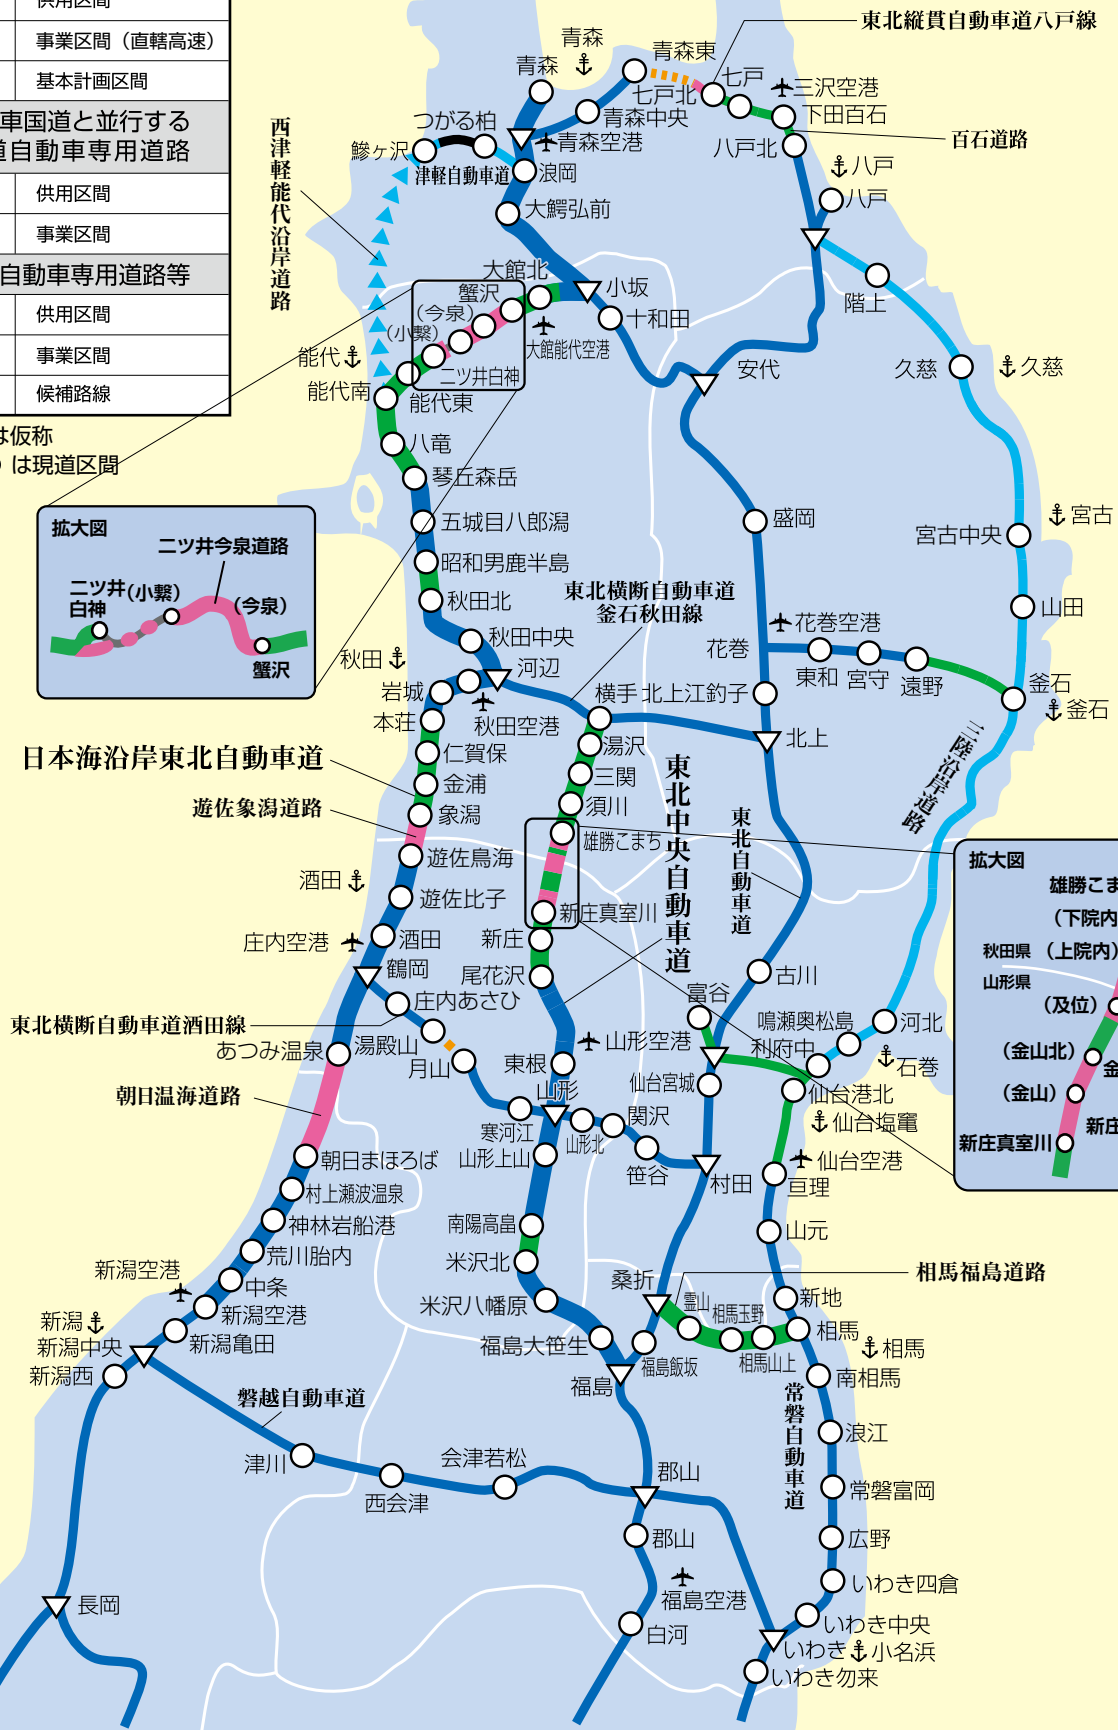 供用区間
事業区間（直轄高速）
基本計画区間
車国道と並行する
道自動車専用道路
供用区間
事業区間
自動車専用道路等
供用区間
事業区間
候補路線
は仮称
）は現道区間
東北縦貫自動車道八戸線
青森
青森
青森東
七戸
七戸北
三沢空港
下田百石
青森中央
つがる柏
青森空港
八戸北
百石道路
鰺ヶ沢
津軽自動車道
浪岡
八戸
八戸
西津軽能代沿岸道路
大鰐弘前
大館北
小坂
階上
蟹沢
(今泉)
(小繋)
十和田
大館能代空港
能代
二ツ井白神
能代南
能代東
安代
久慈
久慈
八竜
琴丘森岳
五城目八郎潟
盛岡
宮古
宮古中央
拡大図
二ツ井今泉道路
二ツ井
白神
(小繋)
(今泉)
蟹沢
昭和男鹿半島
東北横断自動車道
釜石秋田線
秋田北
山田
花巻空港
秋田中央
花巻
秋田
河辺
東和
宮守
遠野
釜石
岩城
横手
北上江釣子
釜石
本荘
秋田空港
湯沢
北上
日本海沿岸東北自動車道
仁賀保
三関
東北中央自動車道
三陸沿岸道路
金浦
須川
遊佐象潟道路
象潟
雄勝こまち
東北自動車道
遊佐鳥海
酒田
遊佐比子
新庄真室川
庄内空港
酒田
新庄
鶴岡
尾花沢
古川
庄内あさひ
富谷
東北横断自動車道酒田線
鳴瀬奥松島
河北
あつみ温泉
湯殿山
山形空港
利府中
石巻
月山
東根
仙台宮城
仙台港北
朝日温海道路
山形
関沢
仙台塩竈
寒河江
山形北
朝日まほろば
山形上山
笹谷
村田
仙台空港
亘理
村上瀬波温泉
神林岩船港
南陽高畠
山元
荒川胎内
米沢北
新潟空港
中条
桑折
相馬福島道路
新潟空港
米沢八幡原
霊山
相馬玉野
新地
新潟
新潟中央
新潟亀田
福島大笹生
相馬
相馬
新潟西
福島
福島飯坂
相馬山上
南相馬
磐越自動車道
常磐自動車道
浪江
津川
会津若松
西会津
郡山
常磐富岡
郡山
広野
福島空港
いわき四倉
長岡
白河
いわき中央
いわき
小名浜
いわき勿来
拡大図
雄勝こま
（下院内
秋田県
（上院内）
山形県
（及位）
（金山北）
金
（金山）
新庄
新庄真室川